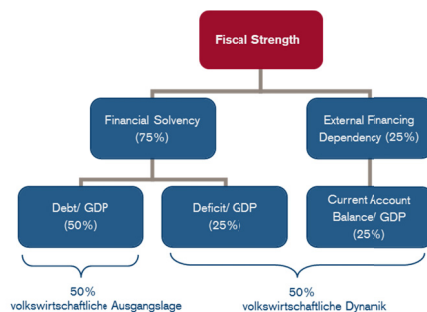 Fiscal Strength
Financial Solvency
(75%)
External Financing
Dependency (25%)
Debt/ GDP
(50%)
Deficit/ GDP
(25%)
Current Account
Balance/ GDP
(25%)
50%
volkswirtschaftliche Ausgangslage
50%
volkswirtschaftliche Dynamik